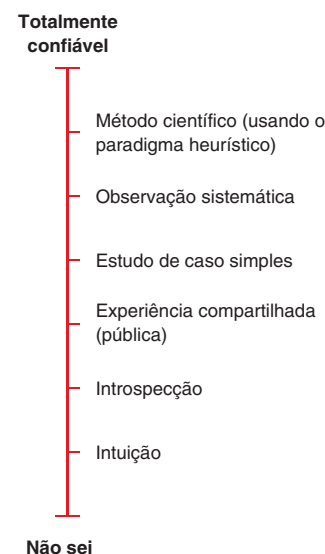 Totalmente
confiável
Método científico (usando o
paradigma heurístico)
Observação sistemática
Estudo de caso simples
Experiência compartilhada
(pública)
Introspecção
Intuição
Não sei